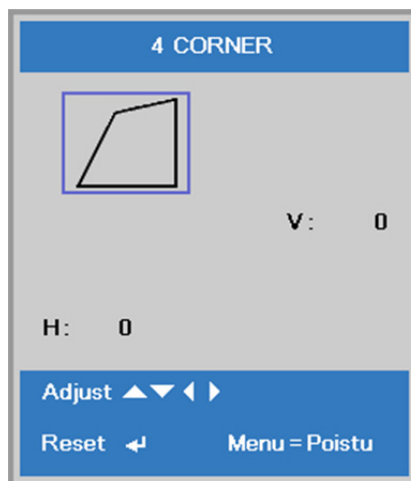 4 CORNER
V: 0
H: 0
Adjust
Reset Menu = Poistu